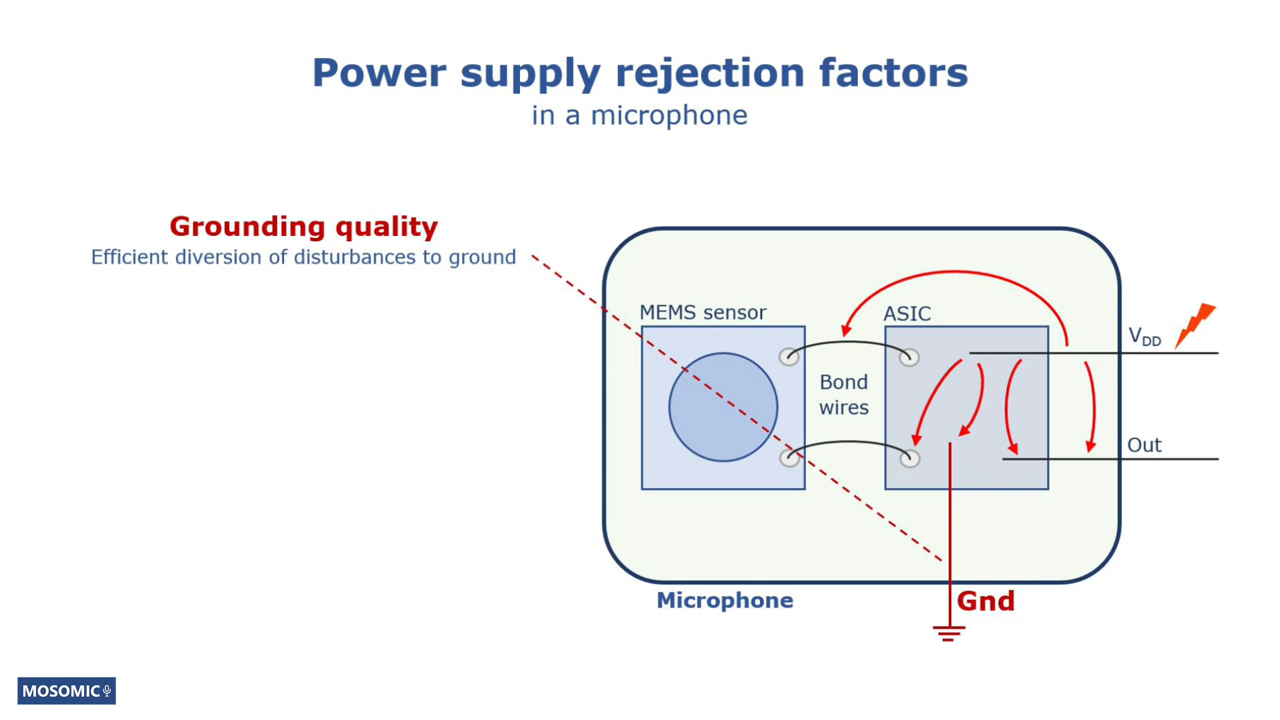 Power supply rejection factors
in a microphone
Grounding quality
Efficient diversion of disturbances to ground
MEMS sensor
ASIC
VDD
Bond
wires
Out
Microphone
Gnd
MOSOMIC